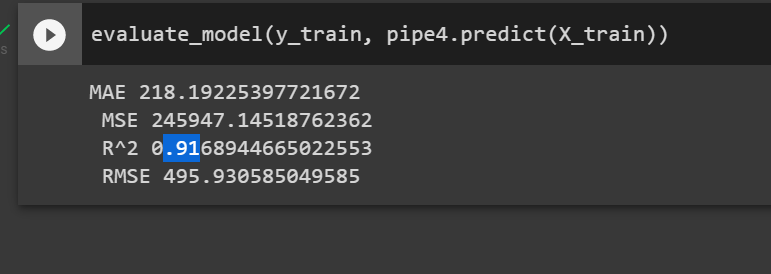 s
evaluate_model(y_train, pipe4.predict(X_train))
MAE 218.19225397721672
MSE 245947.14518762362
R^2 0.9168944665022553
RMSE 495.930585049585